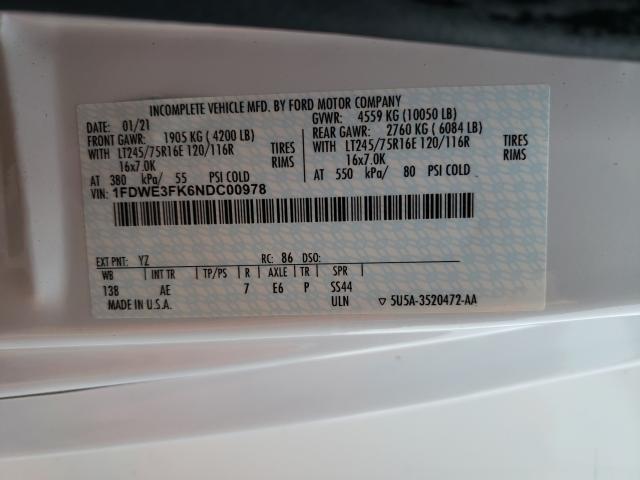 INCOMPLETE VEHICLE MFD. BY FORD MOTOR COMPANY
DATE: 01/21 GVWR: 4559 KG (10050 LB)
FRONT GAWR: 1905 KG (4200 LB) REAR GAWR: 2760 KG (6084 LB)
WITH LT245/75R16E 120/116R TIRES WITH LT245/75R16E 120/116R TIRES
16x7.0K RIMS 16x7.0K RIMS
AT 380 kPa/ 55 PSI COLD AT 550 kPa/ 80 PSI COLD
VIN: 1FDWE3FK6NDC00978
EXT PNT: YZ RC: 86 DSO:
WB INT TR TP/PS R AXLE TR SPR
138 AE 7 E6 P SS44
MADE IN U.S.A. ULN ▽ 5U5A-3520472-AA